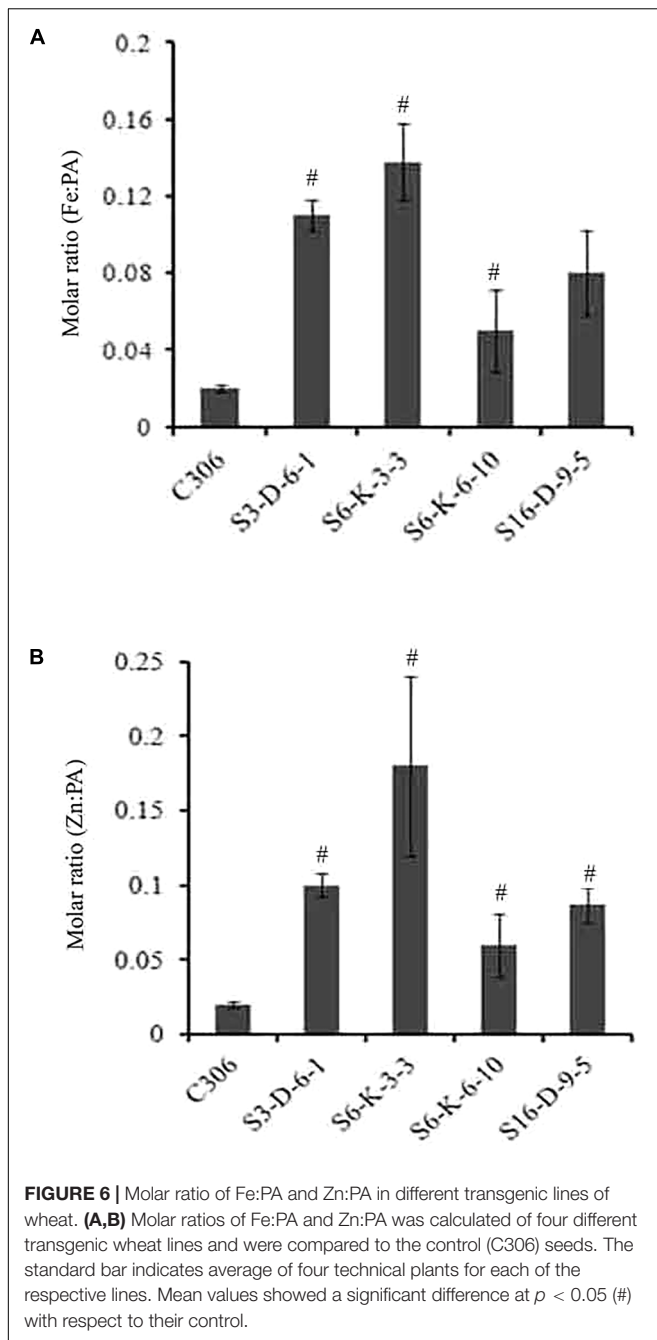 A
0.2
0.16
0.12
0.08
0.04
0
Molar ratio (Fe:PA)
#
#
#
C306
S3-D-6-1
S6-K-3-3
S6-K-6-10
S16-D-9-5
B
0.25
0.2
0.15
0.1
0.05
0
Molar ratio (Zn:PA)
#
#
#
#
C306
S3-D-6-1
S6-K-3-3
S6-K-6-10
S16-D-9-5
FIGURE 6 | Molar ratio of Fe:PA and Zn:PA in different transgenic lines of
wheat. (A,B) Molar ratios of Fe:PA and Zn:PA was calculated of four different
transgenic wheat lines and were compared to the control (C306) seeds. The
standard bar indicates average of four technical plants for each of the
respective lines. Mean values showed a significant difference at p < 0.05 (#)
with respect to their control.